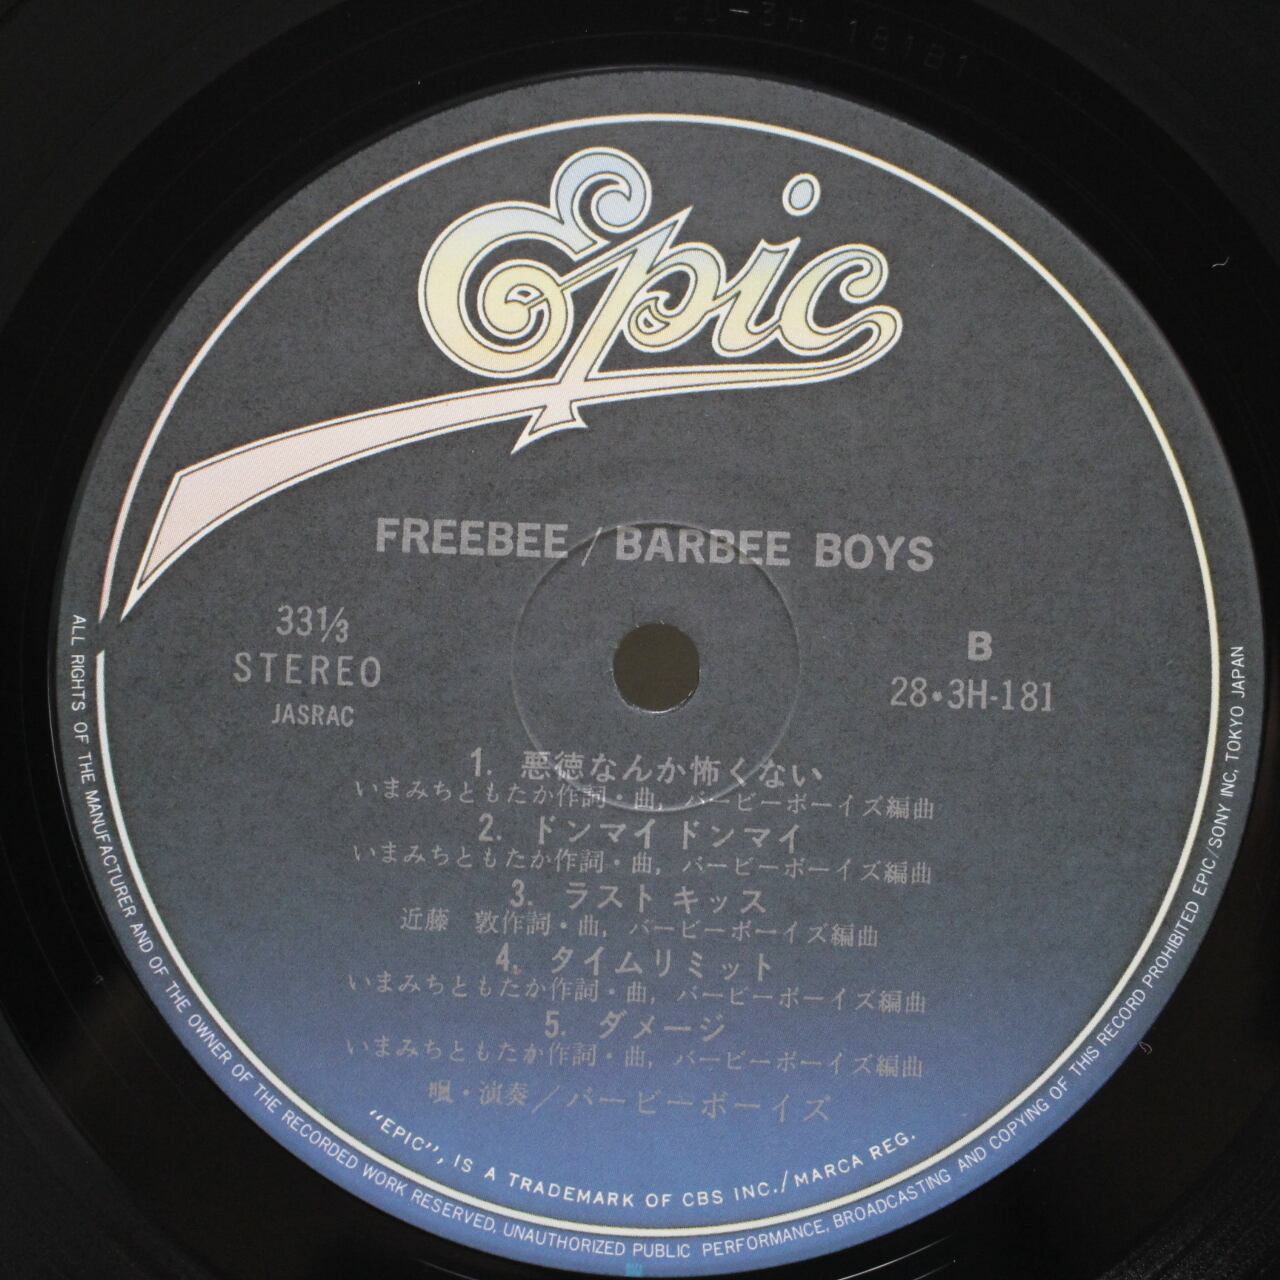 20-3H 181B1
Epic
FREEBEE / BARBEE BOYS
33⅓
STEREO
JASRAC
B
28・3H-181
1. 悪徳なんか怖くない
いまみちともたか作詞・曲, バービーボーイズ編曲
2. ドンマイ ドンマイ
いまみちともたか作詞・曲, バービーボーイズ編曲
3. ラスト キッス
近藤 敦作詞・曲, バービーボーイズ編曲
4. タイムリミット
いまみちともたか作詞・曲, バービーボーイズ編曲
5. ダメージ
いまみちともたか作詞・曲, バービーボーイズ編曲
唄・演奏／バービーボーイズ
"EPIC", IS A TRADEMARK OF CBS INC./MARCA REG.
ALL RIGHTS OF THE MANUFACTURER AND OF THE OWNER OF THE RECORDED WORK RESERVED, UNAUTHORIZED PUBLIC PERFORMANCE, BROADCASTING AND COPYING OF THIS RECORD PROHIBITED EPIC/SONY INC, TOKYO JAPAN